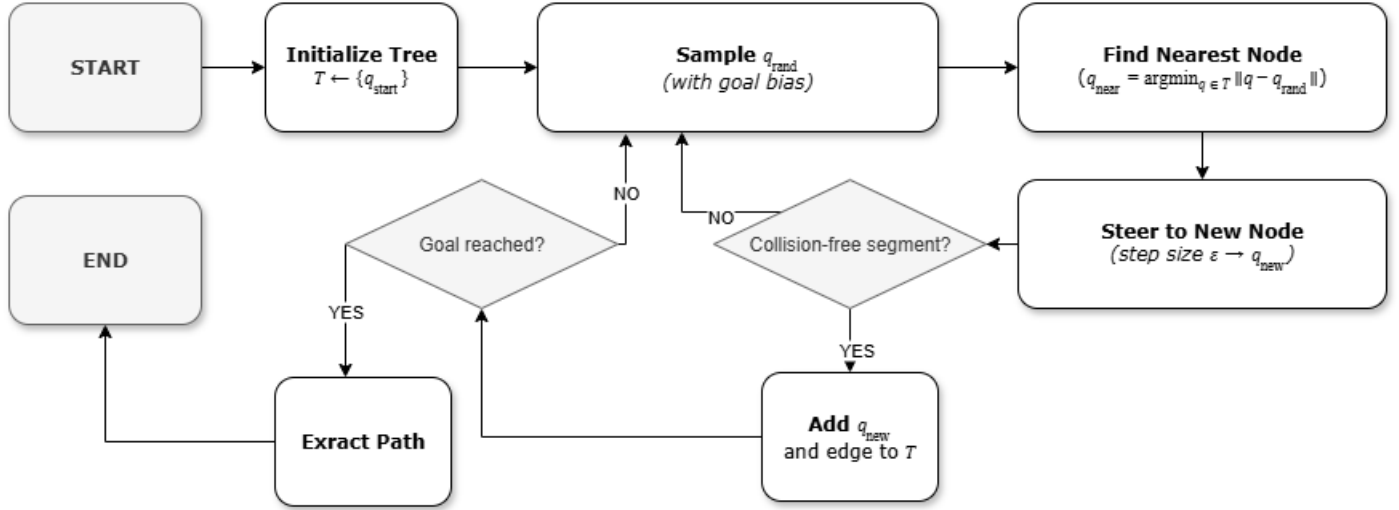 START
Initialize Tree
T ← {q_start}
Sample q_rand
(with goal bias)
Find Nearest Node
(q_near = argmin_q ∈ T ‖q − q_rand‖)
END
Goal reached?
NO
NO
Collision-free segment?
Steer to New Node
(step size ε → q_new)
YES
YES
Exract Path
Add q_new
and edge to T